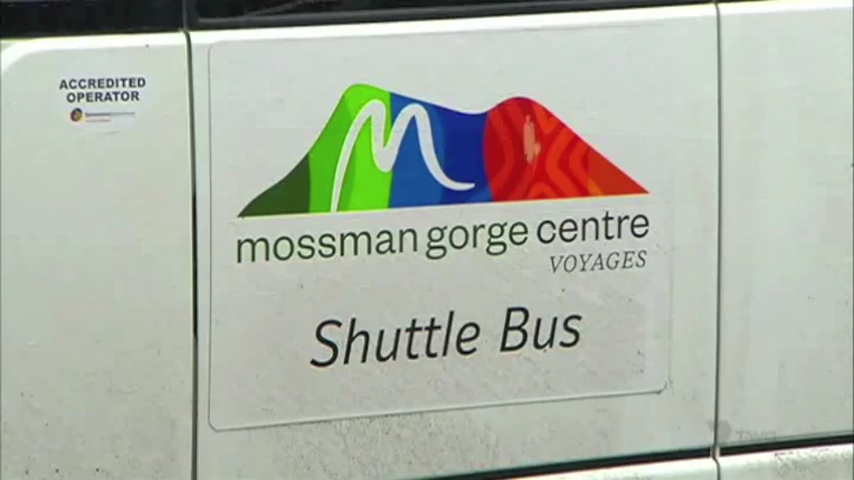 ACCREDITED
OPERATOR
mossman gorge centre
VOYAGES
Shuttle Bus